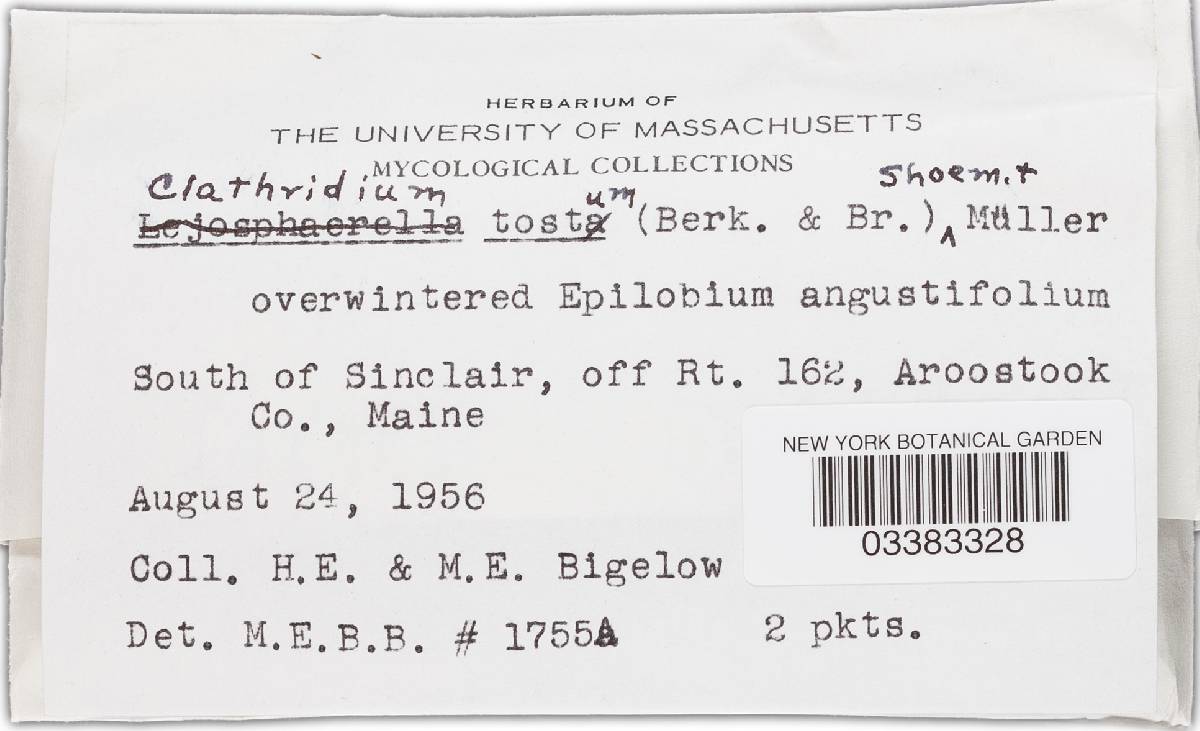 HERBARIUM OF
THE UNIVERSITY OF MASSACHUSETTS
MYCOLOGICAL COLLECTIONS
Clathridium um Shoem. +
Lejosphaerella tosta (Berk. & Br.) ^ Müller
overwintered Epilobium angustifolium
South of Sinclair, off Rt. 162, Aroostook
Co., Maine
NEW YORK BOTANICAL GARDEN
03383328
August 24, 1956
Coll. H.E. & M.E. Bigelow
Det. M.E.B.B. # 1755A 2 pkts.